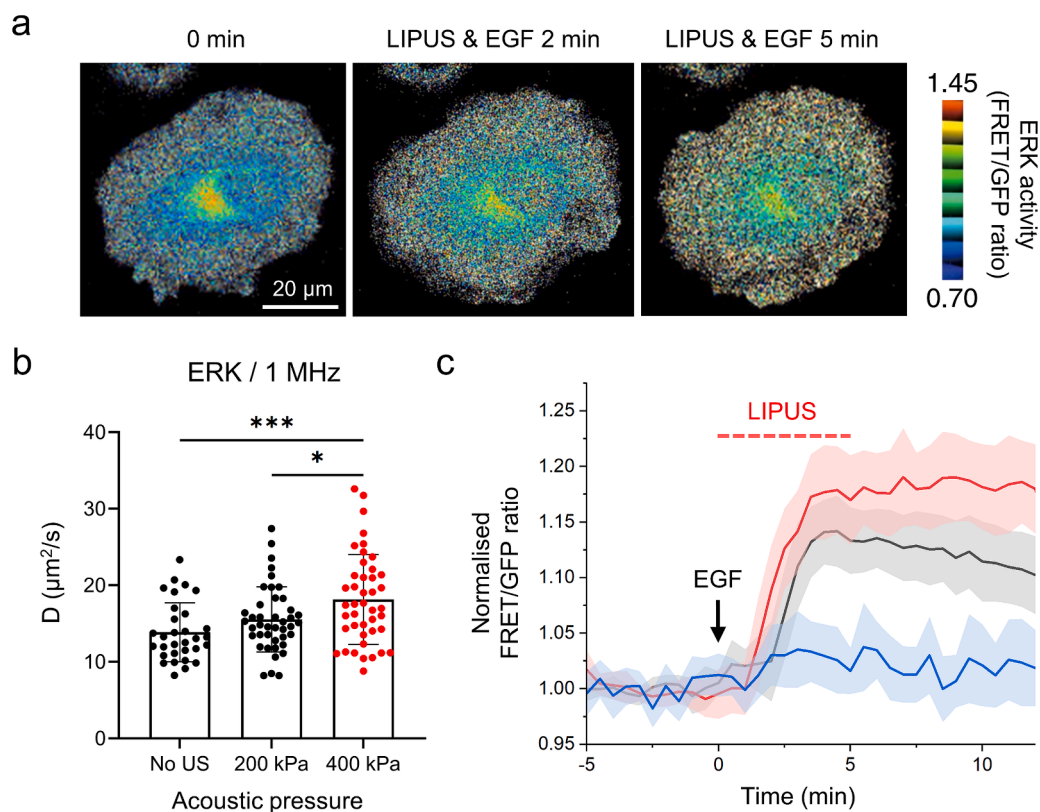 a
0 min
LIPUS & EGF 2 min
LIPUS & EGF 5 min
20 μm
1.45
0.70
ERK activity
(FRET/GFP ratio)
b
ERK / 1 MHz
***
*
D (μm²/s)
40
30
20
10
0
No US
200 kPa
400 kPa
Acoustic pressure
c
Normalised
FRET/GFP ratio
1.25
1.20
1.15
1.10
1.05
1.00
0.95
LIPUS
EGF
-5
0
5
10
Time (min)